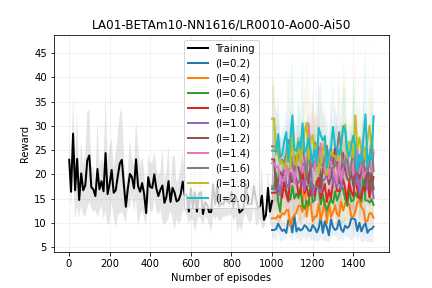 LA01-BETAm10-NN1616/LR0010-Ao00-Ai50
Reward
45
40
35
30
25
20
15
10
5
Training
(l=0.2)
(l=0.4)
(l=0.6)
(l=0.8)
(l=1.0)
(l=1.2)
(l=1.4)
(l=1.6)
(l=1.8)
(l=2.0)
0 200 400 600 800 1000 1200 1400
Number of episodes